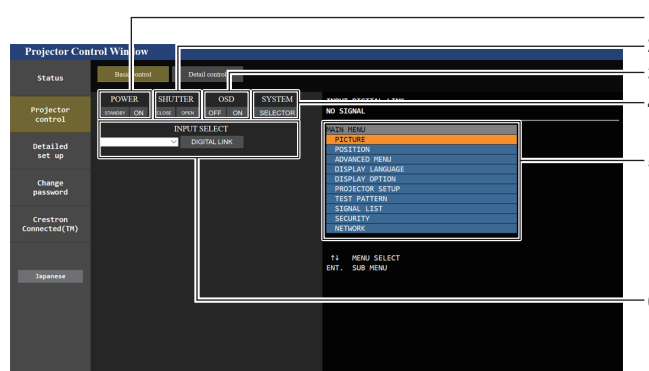 Projector Control Window
Status
Basic control
Detail control
POWER
STANDBY ON
SHUTTER
CLOSE OPEN
OSD
OFF ON
SYSTEM
SELECTOR
INPUT SELECT
DIGITAL LINK
Projector
control
Detailed
set up
Change
password
Crestron
Connected(TM)
Japanese
INPUT DIGITAL LINK
NO SIGNAL
MAIN MENU
PICTURE
POSITION
ADVANCED MENU
DISPLAY LANGUAGE
DISPLAY OPTION
PROJECTOR SETUP
TEST PATTERN
SIGNAL LIST
SECURITY
NETWORK
↑↓ MENU SELECT
ENT. SUB MENU